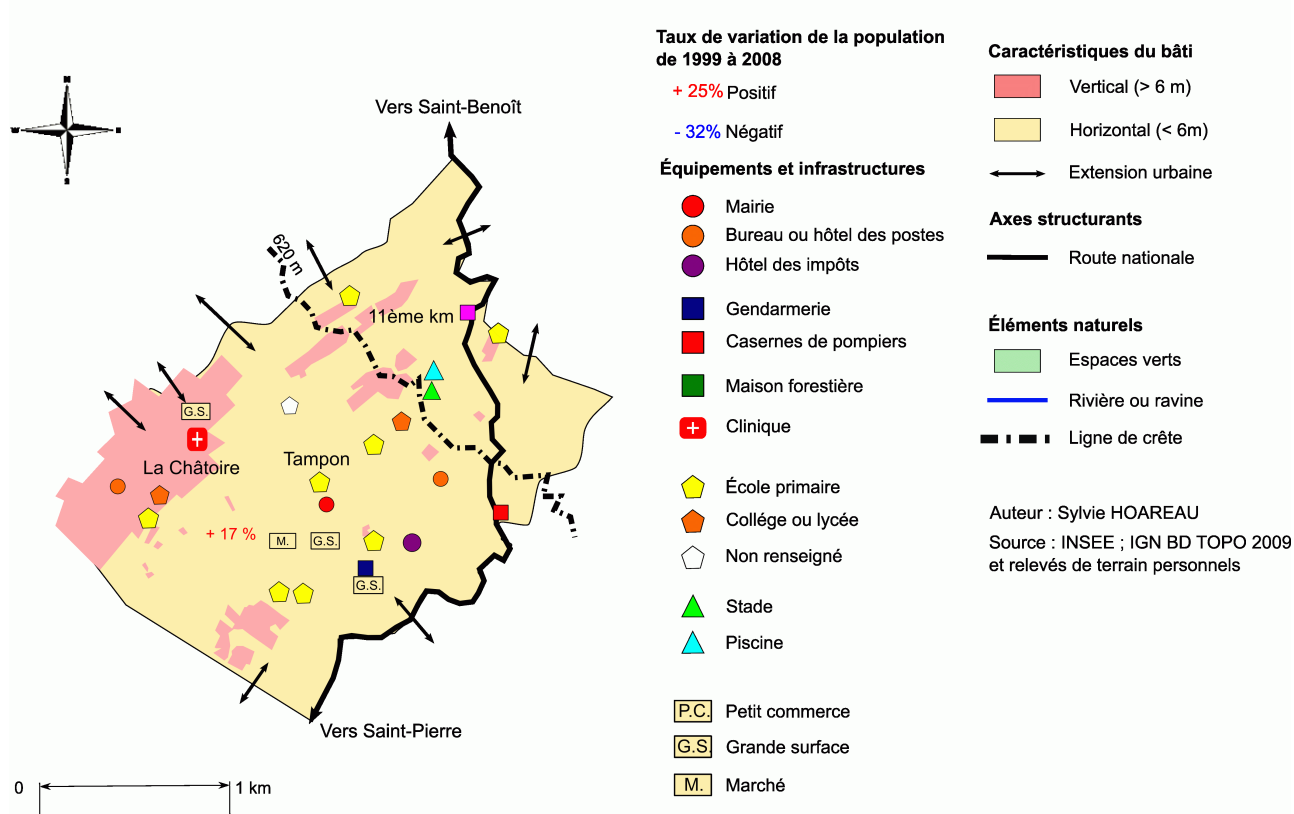 N
W
E
S
Vers Saint-Benoît
620 m
11ème km
G.S.
La Châtoire
Tampon
+ 17 %
M.
G.S.
G.S.
Vers Saint-Pierre
0
1 km
Taux de variation de la population
de 1999 à 2008
+ 25% Positif
- 32% Négatif
Équipements et infrastructures
Mairie
Bureau ou hôtel des postes
Hôtel des impôts
Gendarmerie
Casernes de pompiers
Maison forestière
Clinique
École primaire
Collége ou lycée
Non renseigné
Stade
Piscine
P.C. Petit commerce
G.S. Grande surface
M. Marché
Caractéristiques du bâti
Vertical (> 6 m)
Horizontal (< 6m)
Extension urbaine
Axes structurants
Route nationale
Éléments naturels
Espaces verts
Rivière ou ravine
Ligne de crête
Auteur : Sylvie HOAREAU
Source : INSEE ; IGN BD TOPO 2009
et relevés de terrain personnels